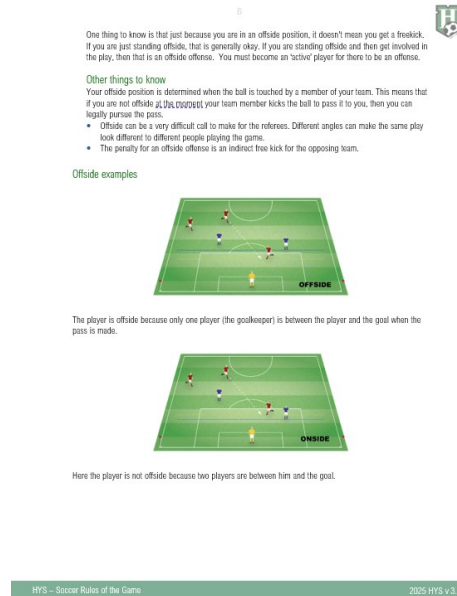 6
One thing to know is that just because you are in an offside position, it doesn't mean you get a freekick.
If you are just standing offside, that is generally okay. If you are standing offside and then get involved in
the play, then that is an offside offense.  You must become an 'active' player for there to be an offense.
Other things to know
Your offside position is determined when the ball is touched by a member of your team. This means that
if you are not offside at the moment your team member kicks the ball to pass it to you, then you can
legally pursue the pass.
• Offside can be a very difficult call to make for the referees. Different angles can make the same play
look different to different people playing the game.
• The penalty for an offside offense is an indirect free kick for the opposing team.
Offside examples
OFFSIDE
The player is offside because only one player (the goalkeeper) is between the player and the goal when the
pass is made.
ONSIDE
Here the player is not offside because two players are between him and the goal.
HYS – Soccer Rules of the Game
2025 HYS v 3.